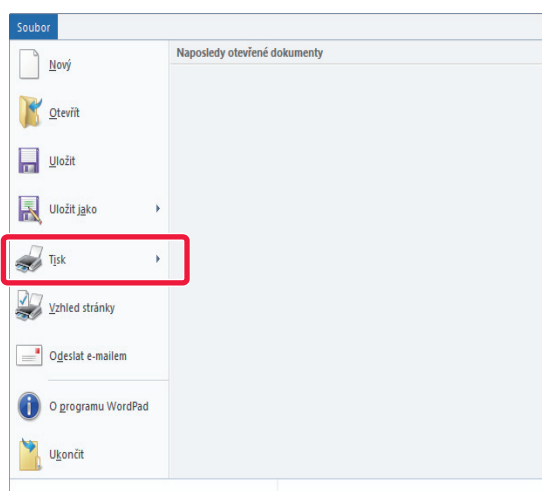 Soubor
Naposledy otevřené dokumenty
Nový
Otevřít
Uložit
Uložit jako
Tisk
Vzhled stránky
Odeslat e-mailem
O programu WordPad
Ukončit